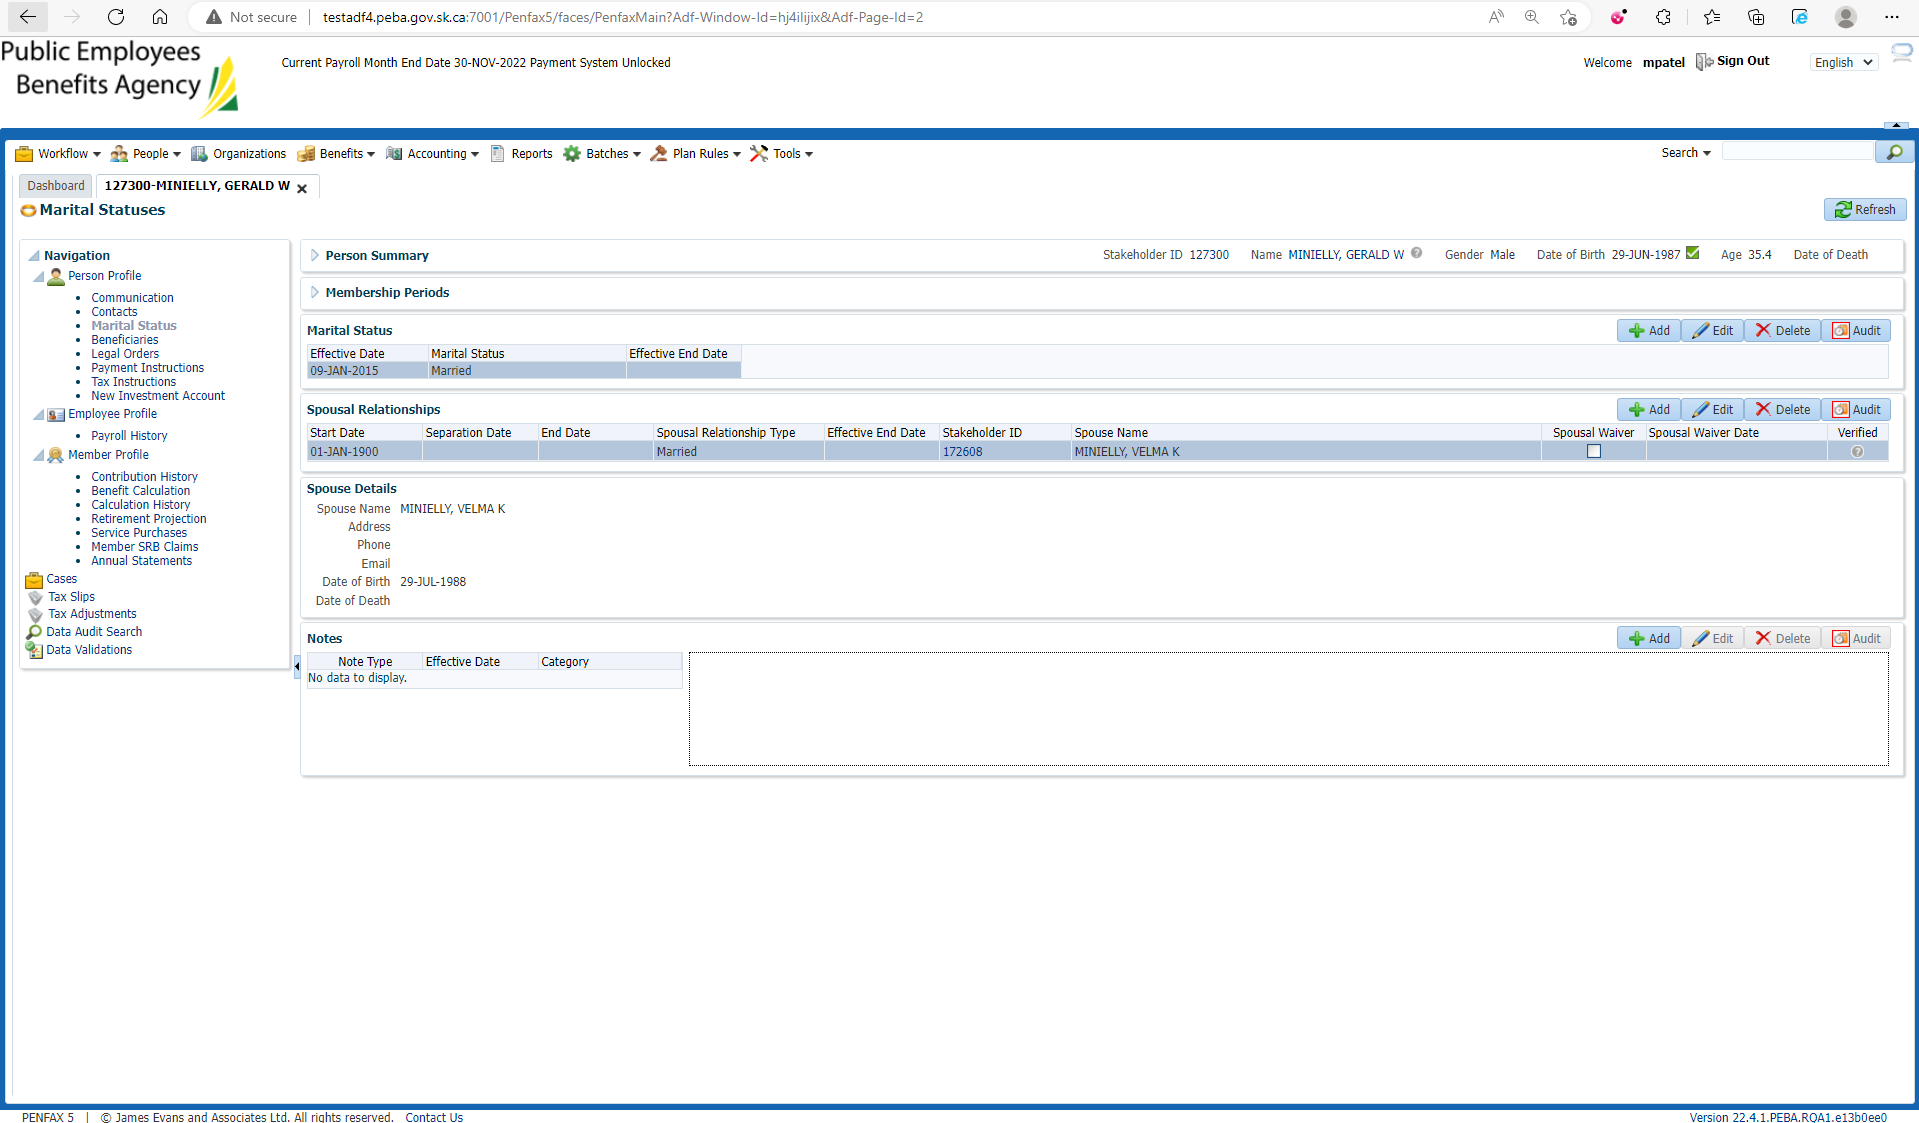 Not secure | testadf4.peba.gov.sk.ca:7001/Penfax5/faces/PenfaxMain?Adf-Window-Id=hj4ilijix&Adf-Page-Id=2
Public Employees
Benefits Agency
Current Payroll Month End Date 30-NOV-2022 Payment System Unlocked
Welcome mpatel Sign Out English
Workflow People Organizations Benefits Accounting Reports Batches Plan Rules Tools Search
Dashboard 127300-MINIELLY, GERALD W
Marital Statuses Refresh
Navigation
Person Profile
• Communication
• Contacts
• Marital Status
• Beneficiaries
• Legal Orders
• Payment Instructions
• Tax Instructions
• New Investment Account
Employee Profile
• Payroll History
Member Profile
• Contribution History
• Benefit Calculation
• Calculation History
• Retirement Projection
• Service Purchases
• Member SRB Claims
• Annual Statements
Cases
Tax Slips
Tax Adjustments
Data Audit Search
Data Validations
Person Summary Stakeholder ID 127300 Name MINIELLY, GERALD W Gender Male Date of Birth 29-JUN-1987 Age 35.4 Date of Death
Membership Periods
Marital Status Add Edit Delete Audit
Effective Date Marital Status Effective End Date
09-JAN-2015 Married
Spousal Relationships Add Edit Delete Audit
Start Date Separation Date End Date Spousal Relationship Type Effective End Date Stakeholder ID Spouse Name Spousal Waiver Spousal Waiver Date Verified
01-JAN-1900 Married 172608 MINIELLY, VELMA K
Spouse Details
Spouse Name MINIELLY, VELMA K
Address
Phone
Email
Date of Birth 29-JUL-1988
Date of Death
Notes Add Edit Delete Audit
Note Type Effective Date Category
No data to display.
PENFAX 5 | © James Evans and Associates Ltd. All rights reserved. Contact Us Version 22.4.1.PEBA.RQA1.e13b0ee0